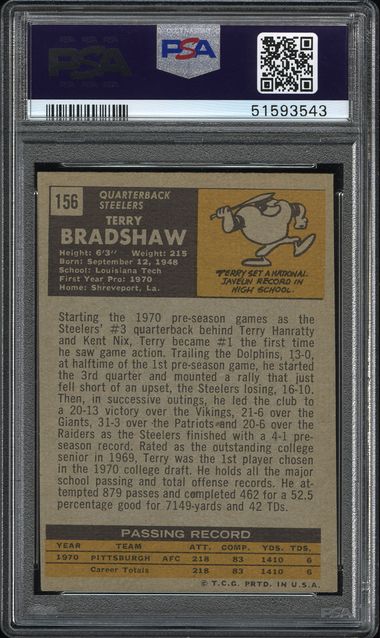 PSA
PSA
51593543
156
QUARTERBACK
STEELERS
TERRY
BRADSHAW
Height: 6'3" Weight: 215
Born: September 12, 1948
School: Louisiana Tech
First Year Pro: 1970
Home: Shreveport, La.
TERRY SET A NATIONAL
JAVELIN RECORD IN
HIGH SCHOOL.
Starting the 1970 pre-season games as the
Steelers' #3 quarterback behind Terry Hanratty
and Kent Nix, Terry became #1 the first time
he saw game action. Trailing the Dolphins, 13-0,
at halftime of the 1st pre-season game, he started
the 3rd quarter and mounted a rally that just
fell short of an upset, the Steelers losing, 16-10.
Then, in successive outings, he led the club to
a 20-13 victory over the Vikings, 21-6 over the
Giants, 31-3 over the Patriots and 20-6 over the
Raiders as the Steelers finished with a 4-1 pre-
season record. Rated as the outstanding college
senior in 1969, Terry was the 1st player chosen
in the 1970 college draft. He holds all the major
school passing and total offense records. He at-
tempted 879 passes and completed 462 for a 52.5
percentage good for 7149-yards and 42 TDs.
PASSING RECORD
YEAR TEAM ATT. COMP. YDS. TDS.
1970 PITTSBURGH AFC 218 83 1410 6
Career Totals 218 83 1410 6
© T.C.G. PRTD. IN U.S.A.
PSA